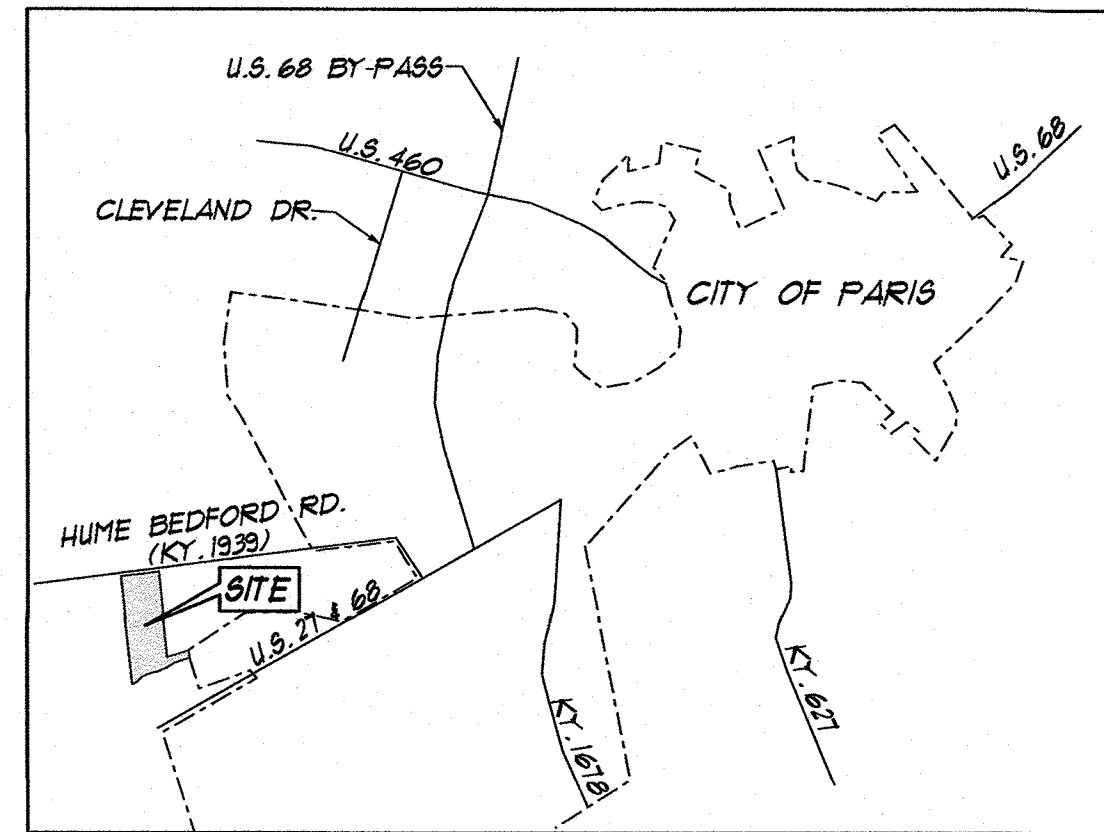 U.S. 68 BY-PASS
U.S. 460
U.S. 68
CLEVELAND DR.
CITY OF PARIS
HUME BEDFORD RD.
(KY. 1939)
SITE
U.S. 27 & 68
KY. 1678
KY. 627